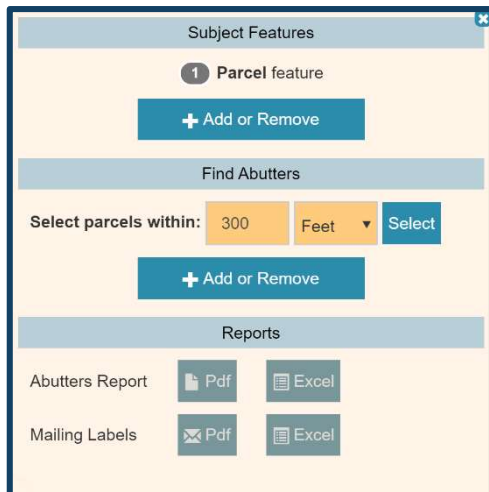 Subject Features
1 Parcel feature
Add or Remove
Find Abutters
Select parcels within: 300 Feet Select
Add or Remove
Reports
Abutters Report Pdf Excel
Mailing Labels Pdf Excel